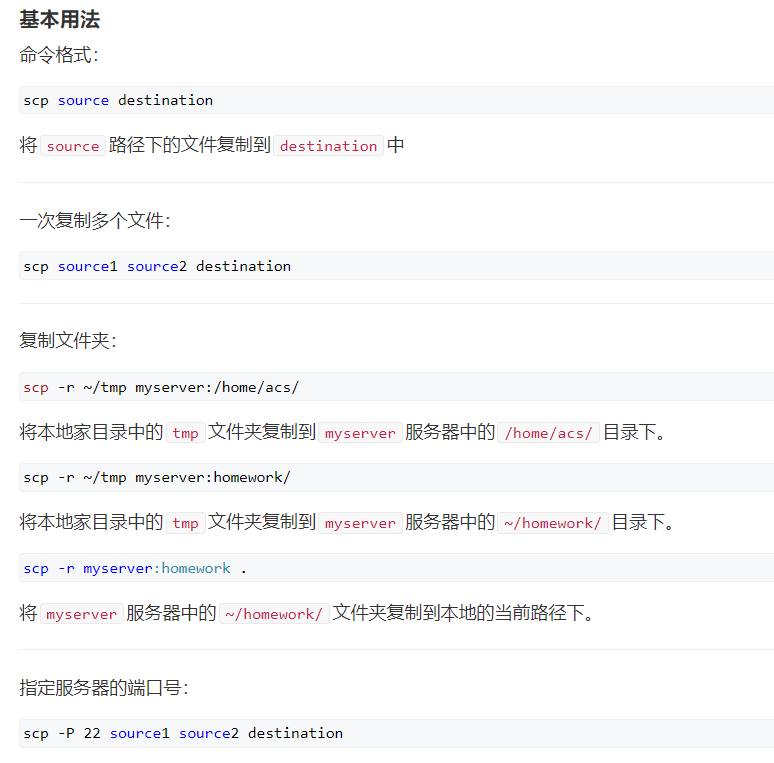 基本用法
命令格式：
scp source destination
将 source 路径下的文件复制到 destination 中
一次复制多个文件：
scp source1 source2 destination
复制文件夹：
scp -r ~/tmp myserver:/home/acs/
将本地家目录中的 tmp 文件夹复制到 myserver 服务器中的 /home/acs/ 目录下。
scp -r ~/tmp myserver:homework/
将本地家目录中的 tmp 文件夹复制到 myserver 服务器中的 ~/homework/ 目录下。
scp -r myserver:homework .
将 myserver 服务器中的 ~/homework/ 文件夹复制到本地的当前路径下。
指定服务器的端口号：
scp -P 22 source1 source2 destination